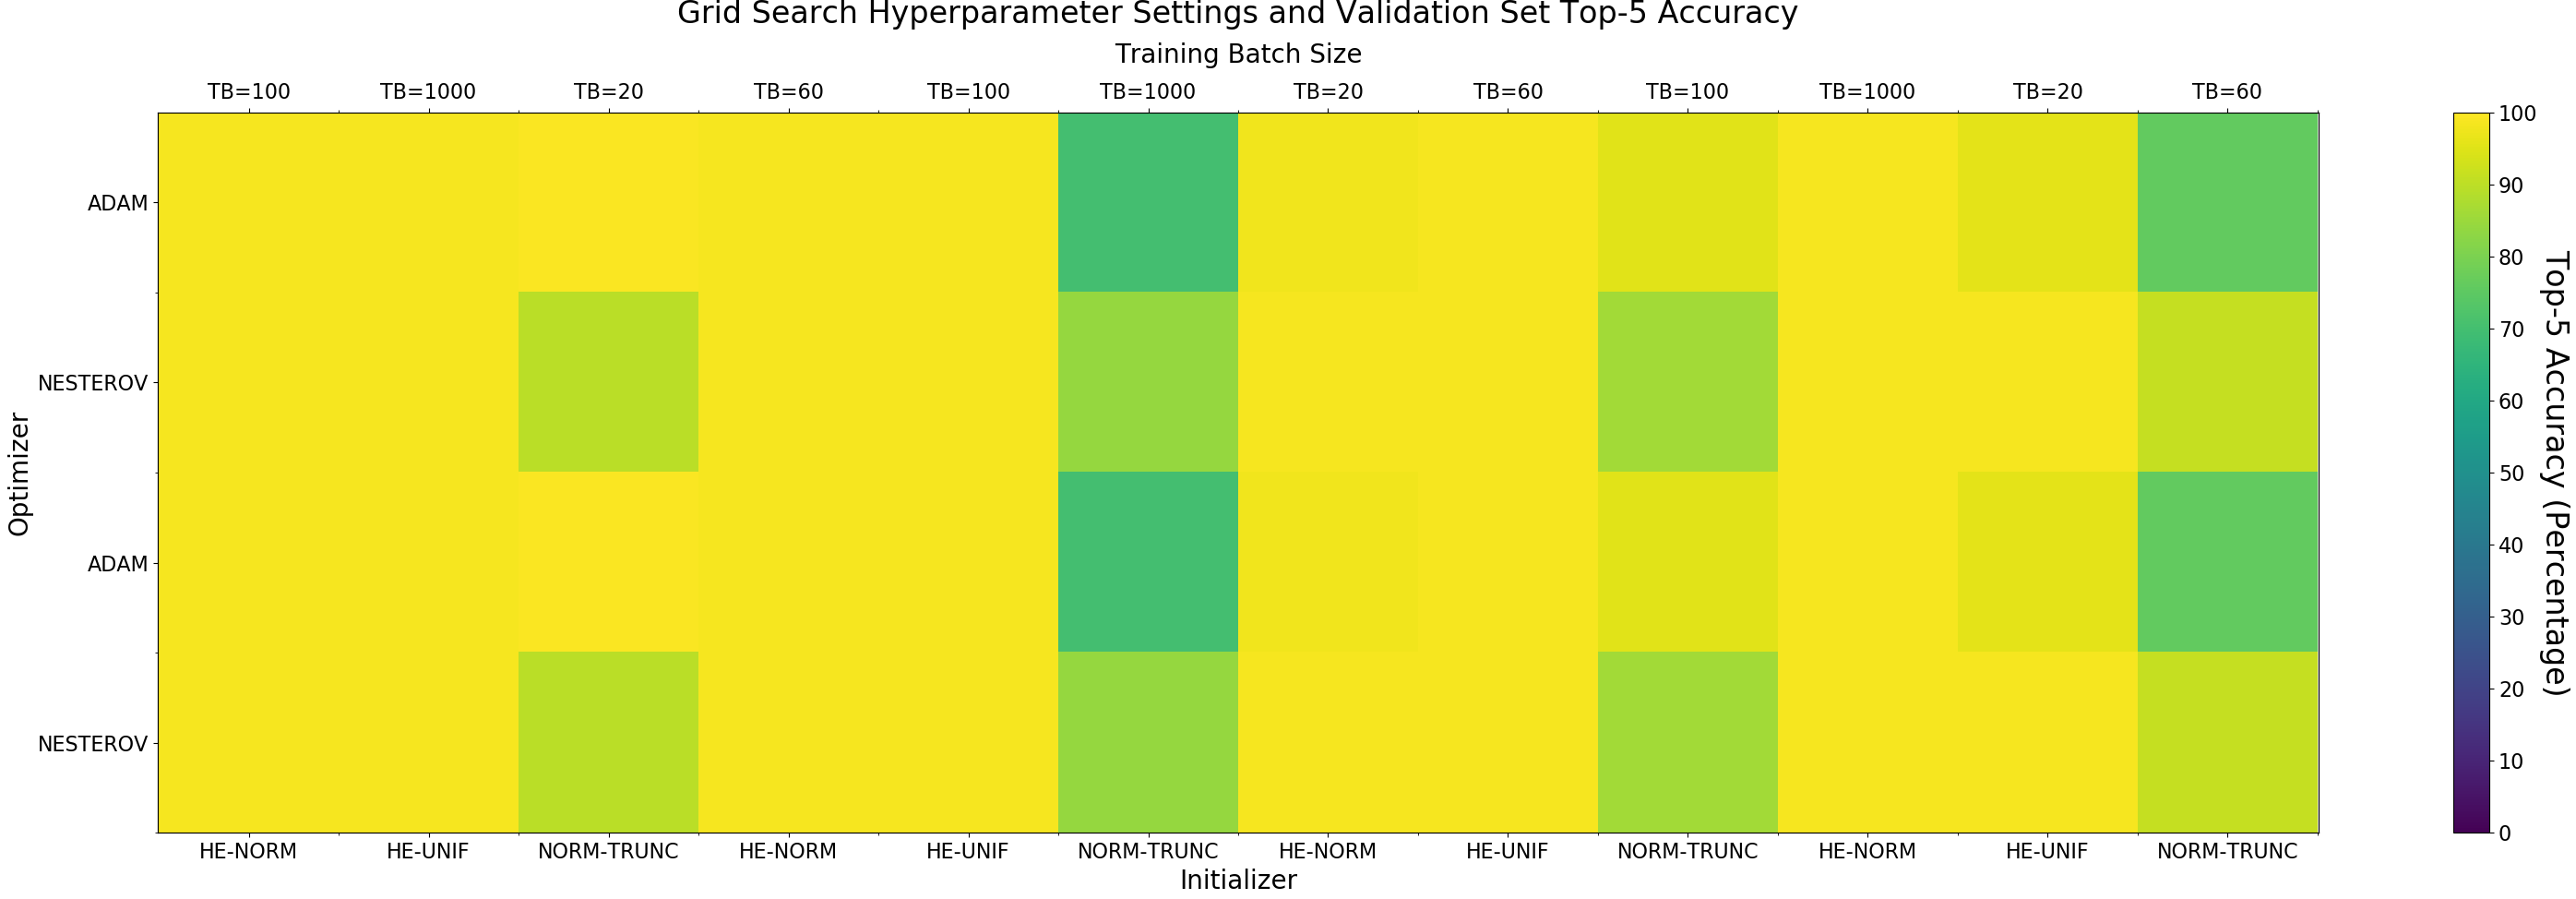 Grid Search Hyperparameter Settings and Validation Set Top-5 Accuracy
Training Batch Size
TB=100 TB=1000 TB=20 TB=60 TB=100 TB=1000 TB=20 TB=60 TB=100 TB=1000 TB=20 TB=60
Optimizer
ADAM
NESTEROV
ADAM
NESTEROV
HE-NORM HE-UNIF NORM-TRUNC HE-NORM HE-UNIF NORM-TRUNC HE-NORM HE-UNIF NORM-TRUNC HE-NORM HE-UNIF NORM-TRUNC
Initializer
100
90
80
70
60
50
40
30
20
10
0
Top-5 Accuracy (Percentage)